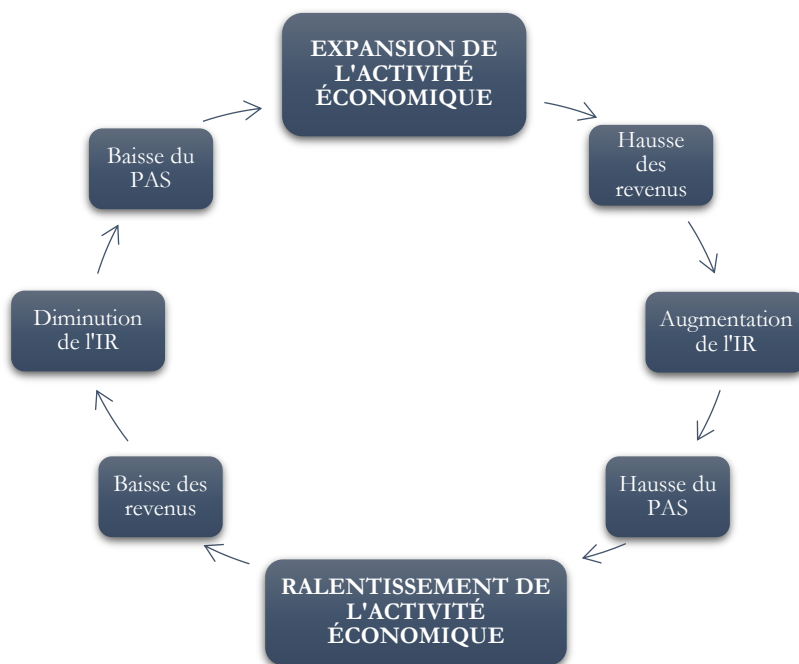 EXPANSION DE
L'ACTIVITÉ
ÉCONOMIQUE
Hausse
des
revenus
Augmentation
de l'IR
Hausse du
PAS
RALENTISSEMENT DE
L'ACTIVITÉ
ÉCONOMIQUE
Baisse des
revenus
Diminution
de l'IR
Baisse du
PAS